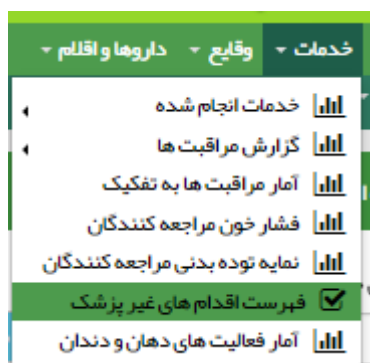 خدمات وقایع داروها و اقلام
خدمات انجام شده
گزارش مراقبت ها
آمار مراقبت ها به تفکیک
فشار خون مراجعه کنندگان
نمایه توده بدنی مراجعه کنندگان
فهرست اقدام های غیر پزشک
آمار فعالیت های دهان و دندان